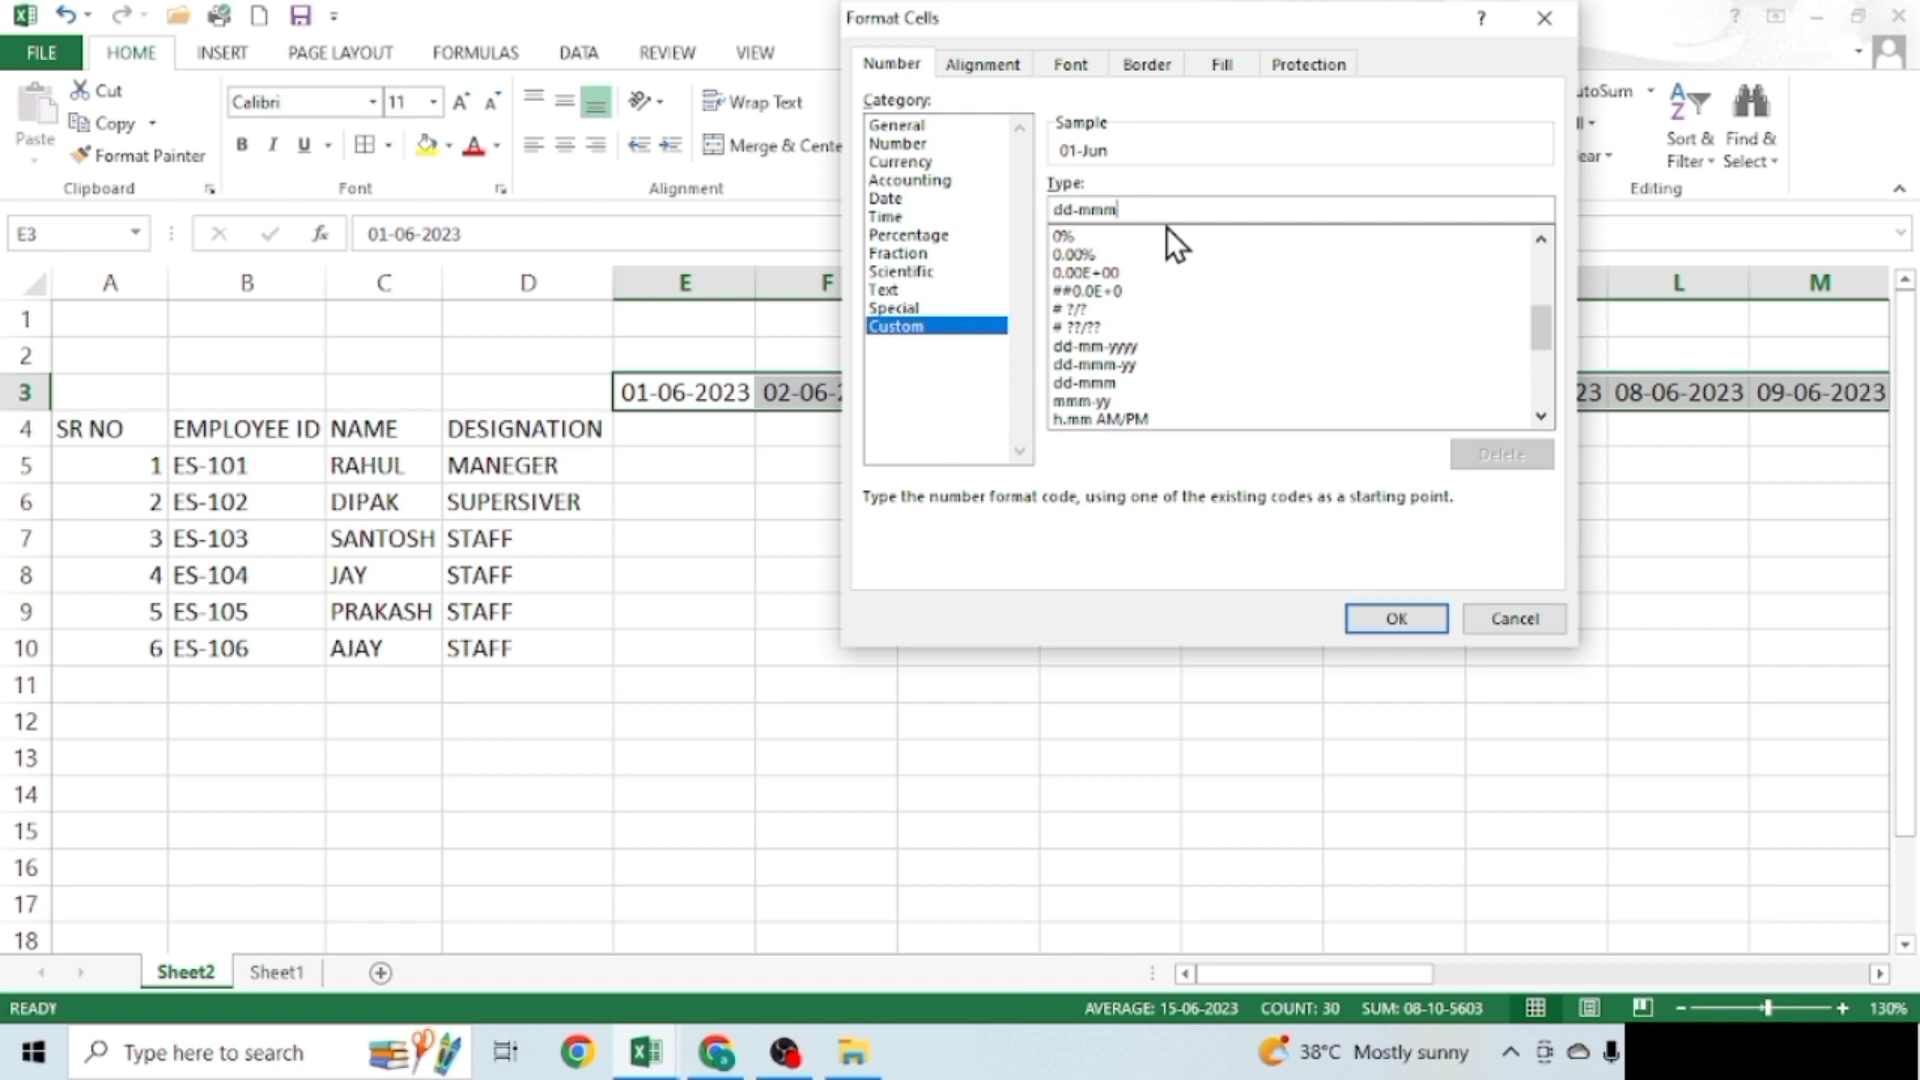 Format Cells ? ×
FILE HOME INSERT PAGE LAYOUT FORMULAS DATA REVIEW VIEW
Paste
Cut
Copy
Format Painter
Clipboard
Calibri 11
B I U
Font
Wrap Text
Merge & Cente
Alignment
Number Alignment Font Border Fill Protection
Category:
General
Number
Currency
Accounting
Date
Time
Percentage
Fraction
Scientific
Text
Special
Custom
Sample
01-Jun
Type:
dd-mmm
0%
0.00%
0.00E+00
##0.0E+0
# ?/?
# ??/??
dd-mm-yyyy
dd-mmm-yy
dd-mmm
mmm-yy
h.mm AM/PM
Delete
Type the number format code, using one of the existing codes as a starting point.
OK Cancel
utoSum
ear
Sort & Filter
Find & Select
Editing
E3 fx 01-06-2023
A B C D E F L M
1
2
3 01-06-2023 02-06-2 23 08-06-2023 09-06-2023
4 SR NO EMPLOYEE ID NAME DESIGNATION
5 1 ES-101 RAHUL MANEGER
6 2 ES-102 DIPAK SUPERSIVER
7 3 ES-103 SANTOSH STAFF
8 4 ES-104 JAY STAFF
9 5 ES-105 PRAKASH STAFF
10 6 ES-106 AJAY STAFF
11
12
13
14
15
16
17
18
Sheet2 Sheet1
READY AVERAGE: 15-06-2023 COUNT: 30 SUM: 08-10-5603 130%
Type here to search 38°C Mostly sunny